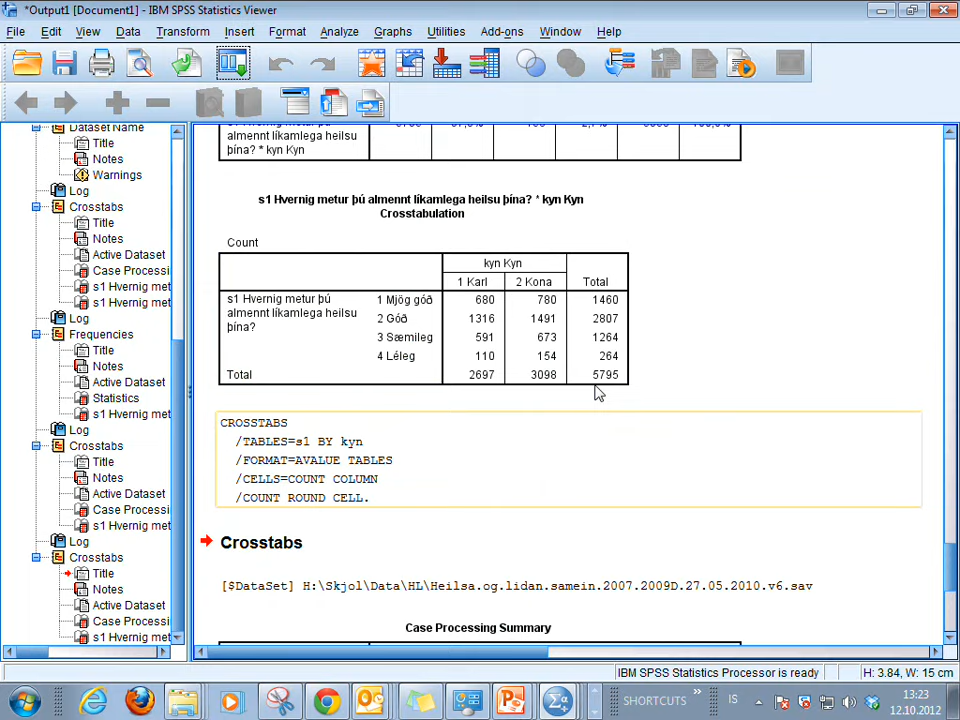 *Output1 [Document1] - IBM SPSS Statistics Viewer
File Edit View Data Transform Insert Format Analyze Graphs Utilities Add-ons Window Help
Dataset Name
Title
Notes
Warnings
Log
Crosstabs
Title
Notes
Active Dataset
Case Processi
s1 Hvernig met
s1 Hvernig met
Log
Frequencies
Title
Notes
Active Dataset
Statistics
s1 Hvernig met
Log
Crosstabs
Title
Notes
Active Dataset
Case Processi
s1 Hvernig met
Log
Crosstabs
Title
Notes
Active Dataset
Case Processi
s1 Hvernig met
almennt líkamlega heilsu
þína? * kyn Kyn
s1 Hvernig metur þú almennt líkamlega heilsu þína? * kyn Kyn
Crosstabulation
Count
kyn Kyn
1 Karl 2 Kona Total
s1 Hvernig metur þú
almennt líkamlega heilsu
þína?
1 Mjög góð 680 780 1460
2 Góð 1316 1491 2807
3 Sæmileg 591 673 1264
4 Léleg 110 154 264
Total 2697 3098 5795
CROSSTABS
/TABLES=s1 BY kyn
/FORMAT=AVALUE TABLES
/CELLS=COUNT COLUMN
/COUNT ROUND CELL.
Crosstabs
[$DataSet] H:\Skjol\Data\HL\Heilsa.og.lidan.samein.2007.2009D.27.05.2010.v6.sav
Case Processing Summary
IBM SPSS Statistics Processor is ready H: 3.84, W: 15 cm
SHORTCUTS » IS 13:23
12.10.2012